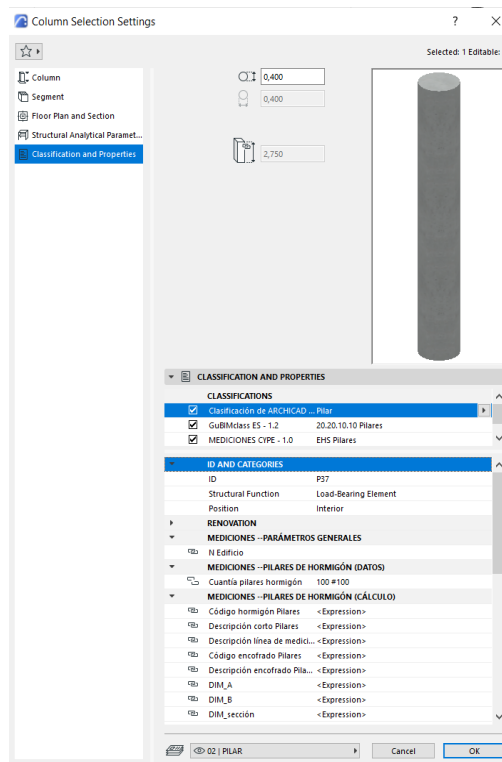 Column Selection Settings ? ×
Selected: 1 Editable:
Column
Segment
Floor Plan and Section
Structural Analytical Paramet...
Classification and Properties
0,400
0,400
2,750
CLASSIFICATION AND PROPERTIES
CLASSIFICATIONS
Clasificación de ARCHICAD ... Pilar
GuBIMclass ES - 1.2 20.20.10.10 Pilares
MEDICIONES CYPE - 1.0 EHS Pilares
ID AND CATEGORIES
ID P37
Structural Function Load-Bearing Element
Position Interior
RENOVATION
MEDICIONES --PARÁMETROS GENERALES
N Edificio
MEDICIONES --PILARES DE HORMIGÓN (DATOS)
Cuantía pilares hormigón 100 #100
MEDICIONES --PILARES DE HORMIGÓN (CÁLCULO)
Código hormigón Pilares <Expression>
Descripción corto Pilares <Expression>
Descripción línea de medici... <Expression>
Código encofrado Pilares <Expression>
Descripción encofrado Pila... <Expression>
DIM_A <Expression>
DIM_B <Expression>
DIM_sección <Expression>
02 | PILAR Cancel OK